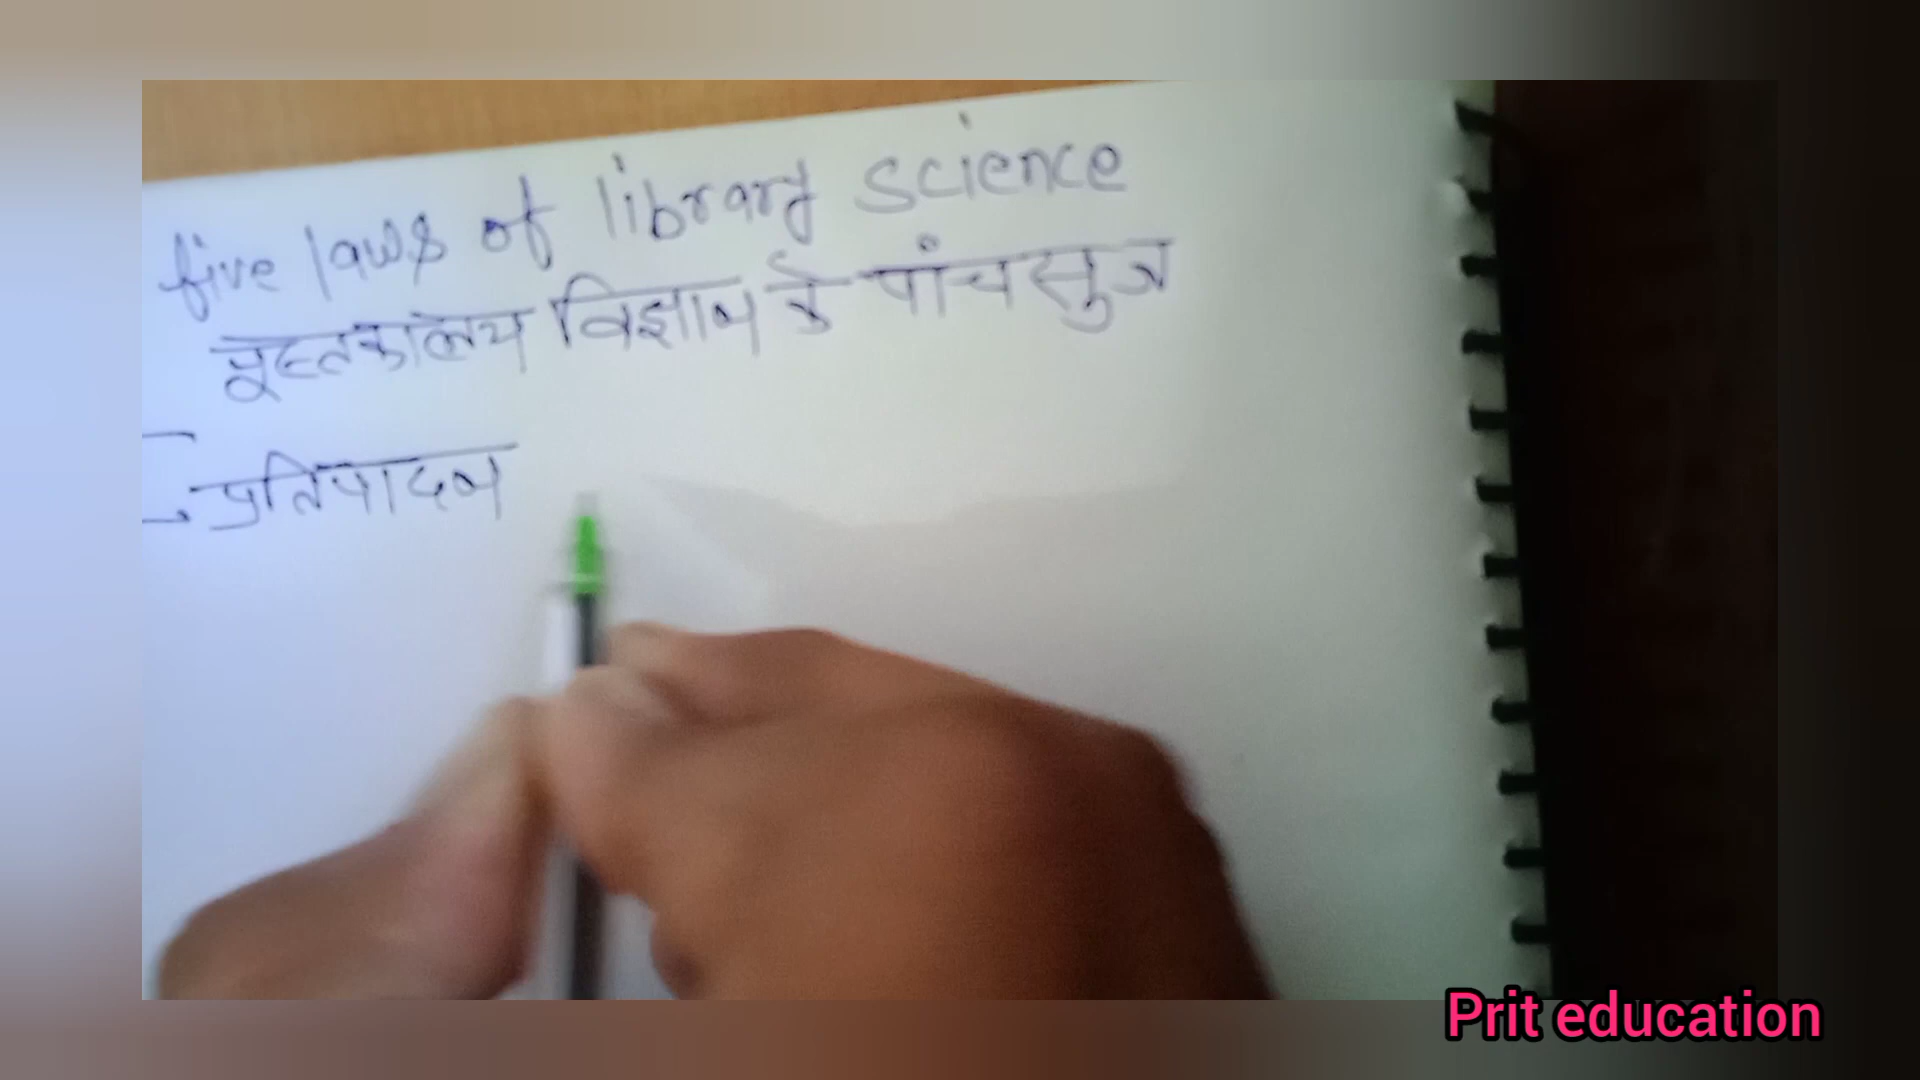 five laws of library science
पुस्तकालय विज्ञान के पांच सुत्र
प्रतिपादन
Prit education